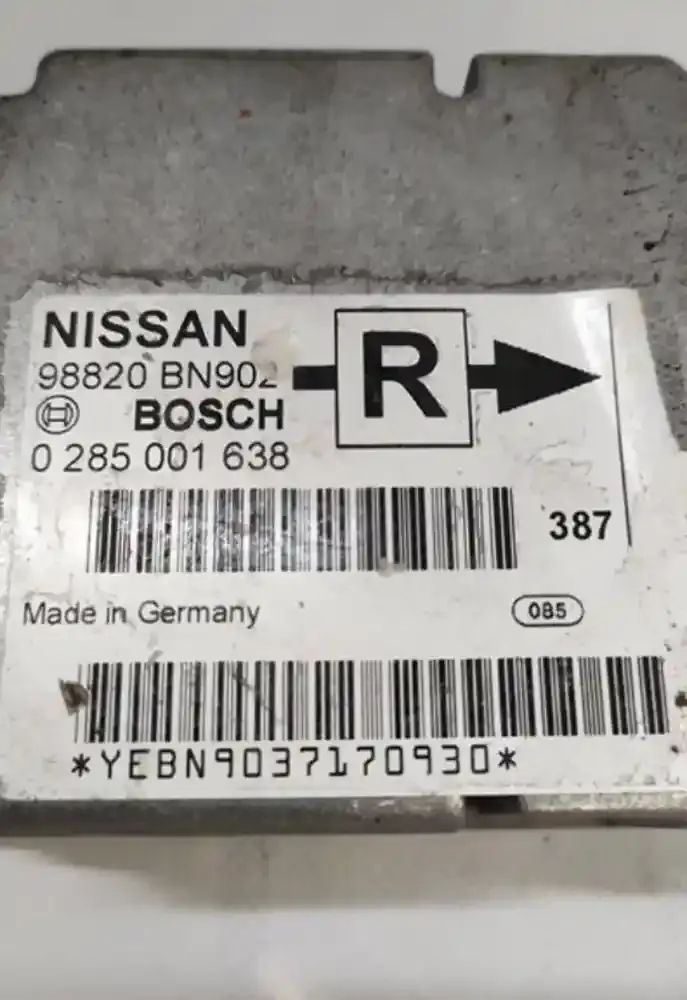 NISSAN
98820 BN902
R
BOSCH
0 285 001 638
387
Made in Germany
085
*YEBN9037170930*